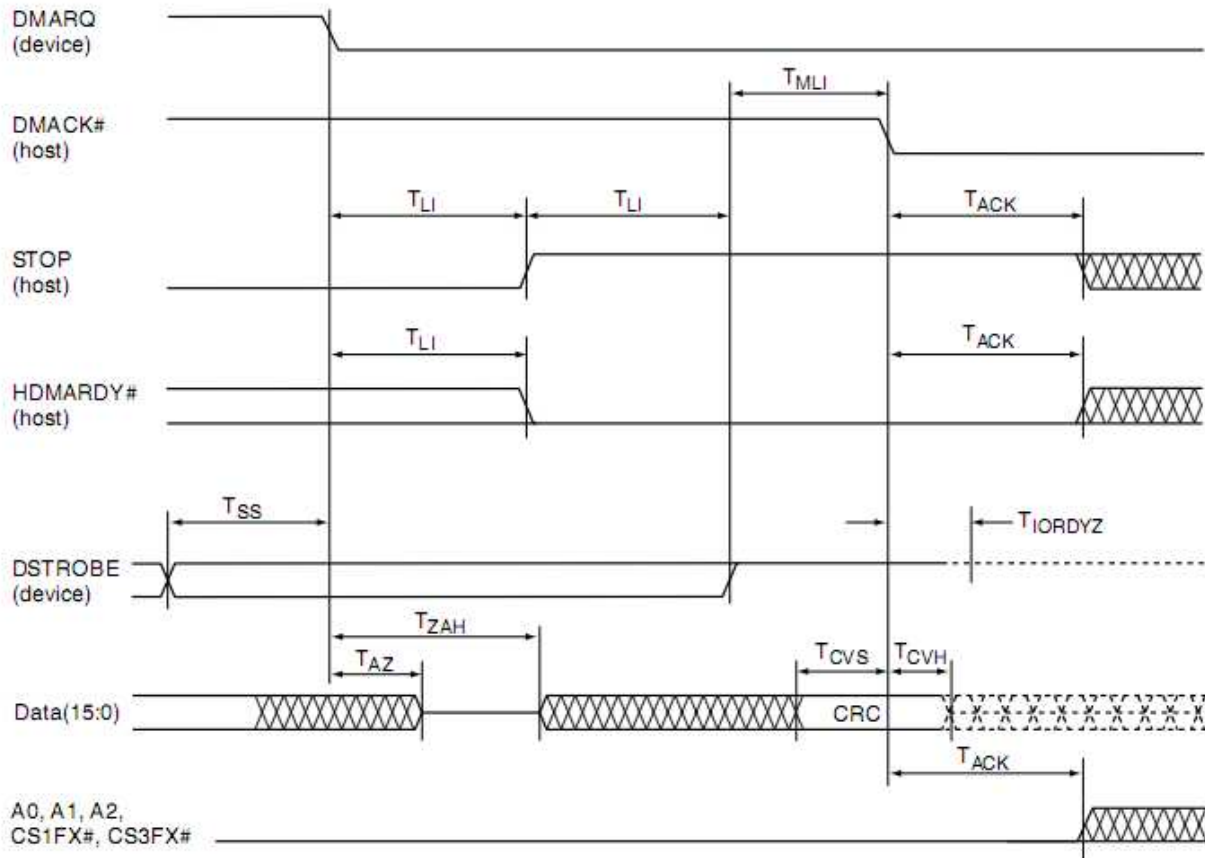 DMARQ
(device)
TMLI
DMACK#
(host)
TLI TLI TACK
STOP
(host)
TLI TACK
HDMARDY#
(host)
TSS
TIORDYZ
DSTROBE
(device)
TZAH
TAZ TCVS TCVH
Data(15:0) CRC
TACK
A0, A1, A2,
CS1FX#, CS3FX#